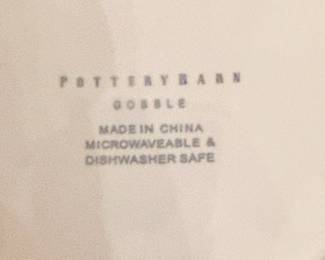 POTTERYBARN
GOBBLE
MADE IN CHINA
MICROWAVEABLE &
DISHWASHER SAFE